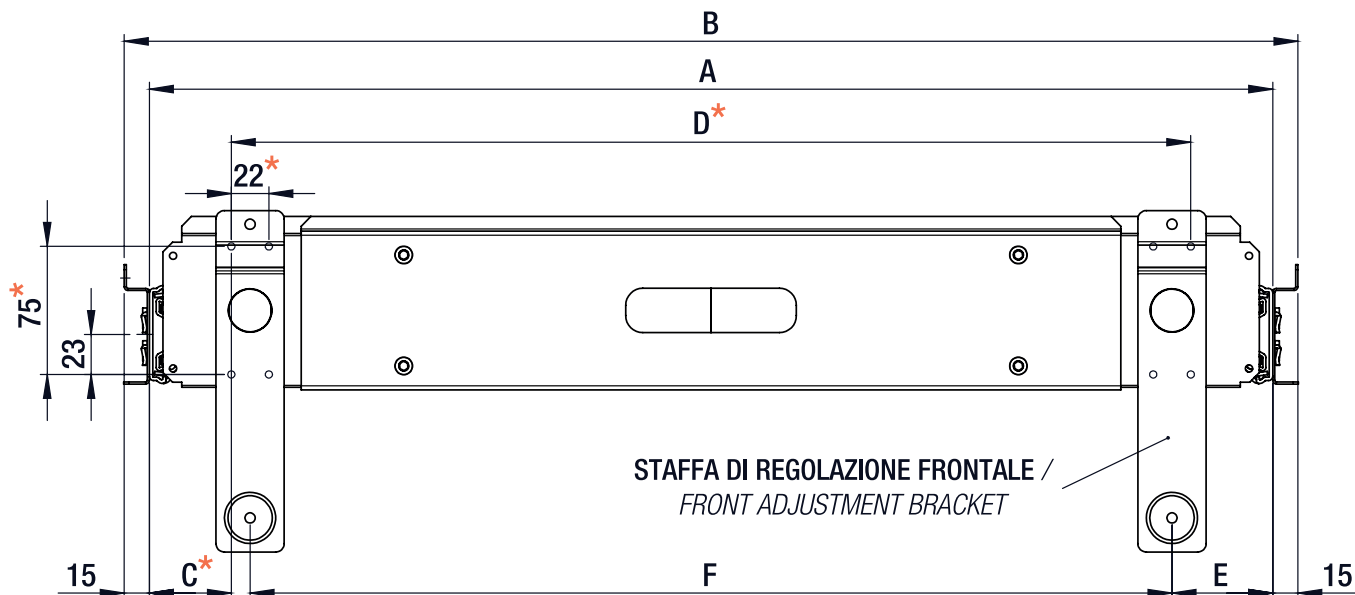 B
A
D*
22*
75*
23
STAFFA DI REGOLAZIONE FRONTALE /
FRONT ADJUSTMENT BRACKET
15 C* F E 15